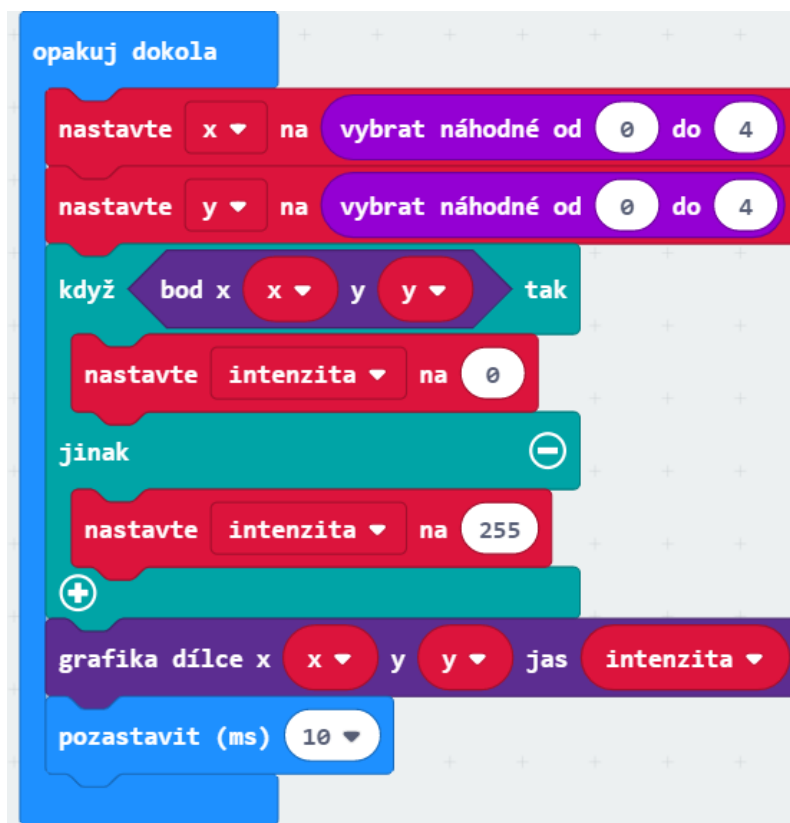 opakuj dokola
nastavte x na vybrat náhodné od 0 do 4
nastavte y na vybrat náhodné od 0 do 4
když bod x x y y tak
nastavte intenzita na 0
jinak
nastavte intenzita na 255
grafika dílce x x y y jas intenzita
pozastavit (ms) 10